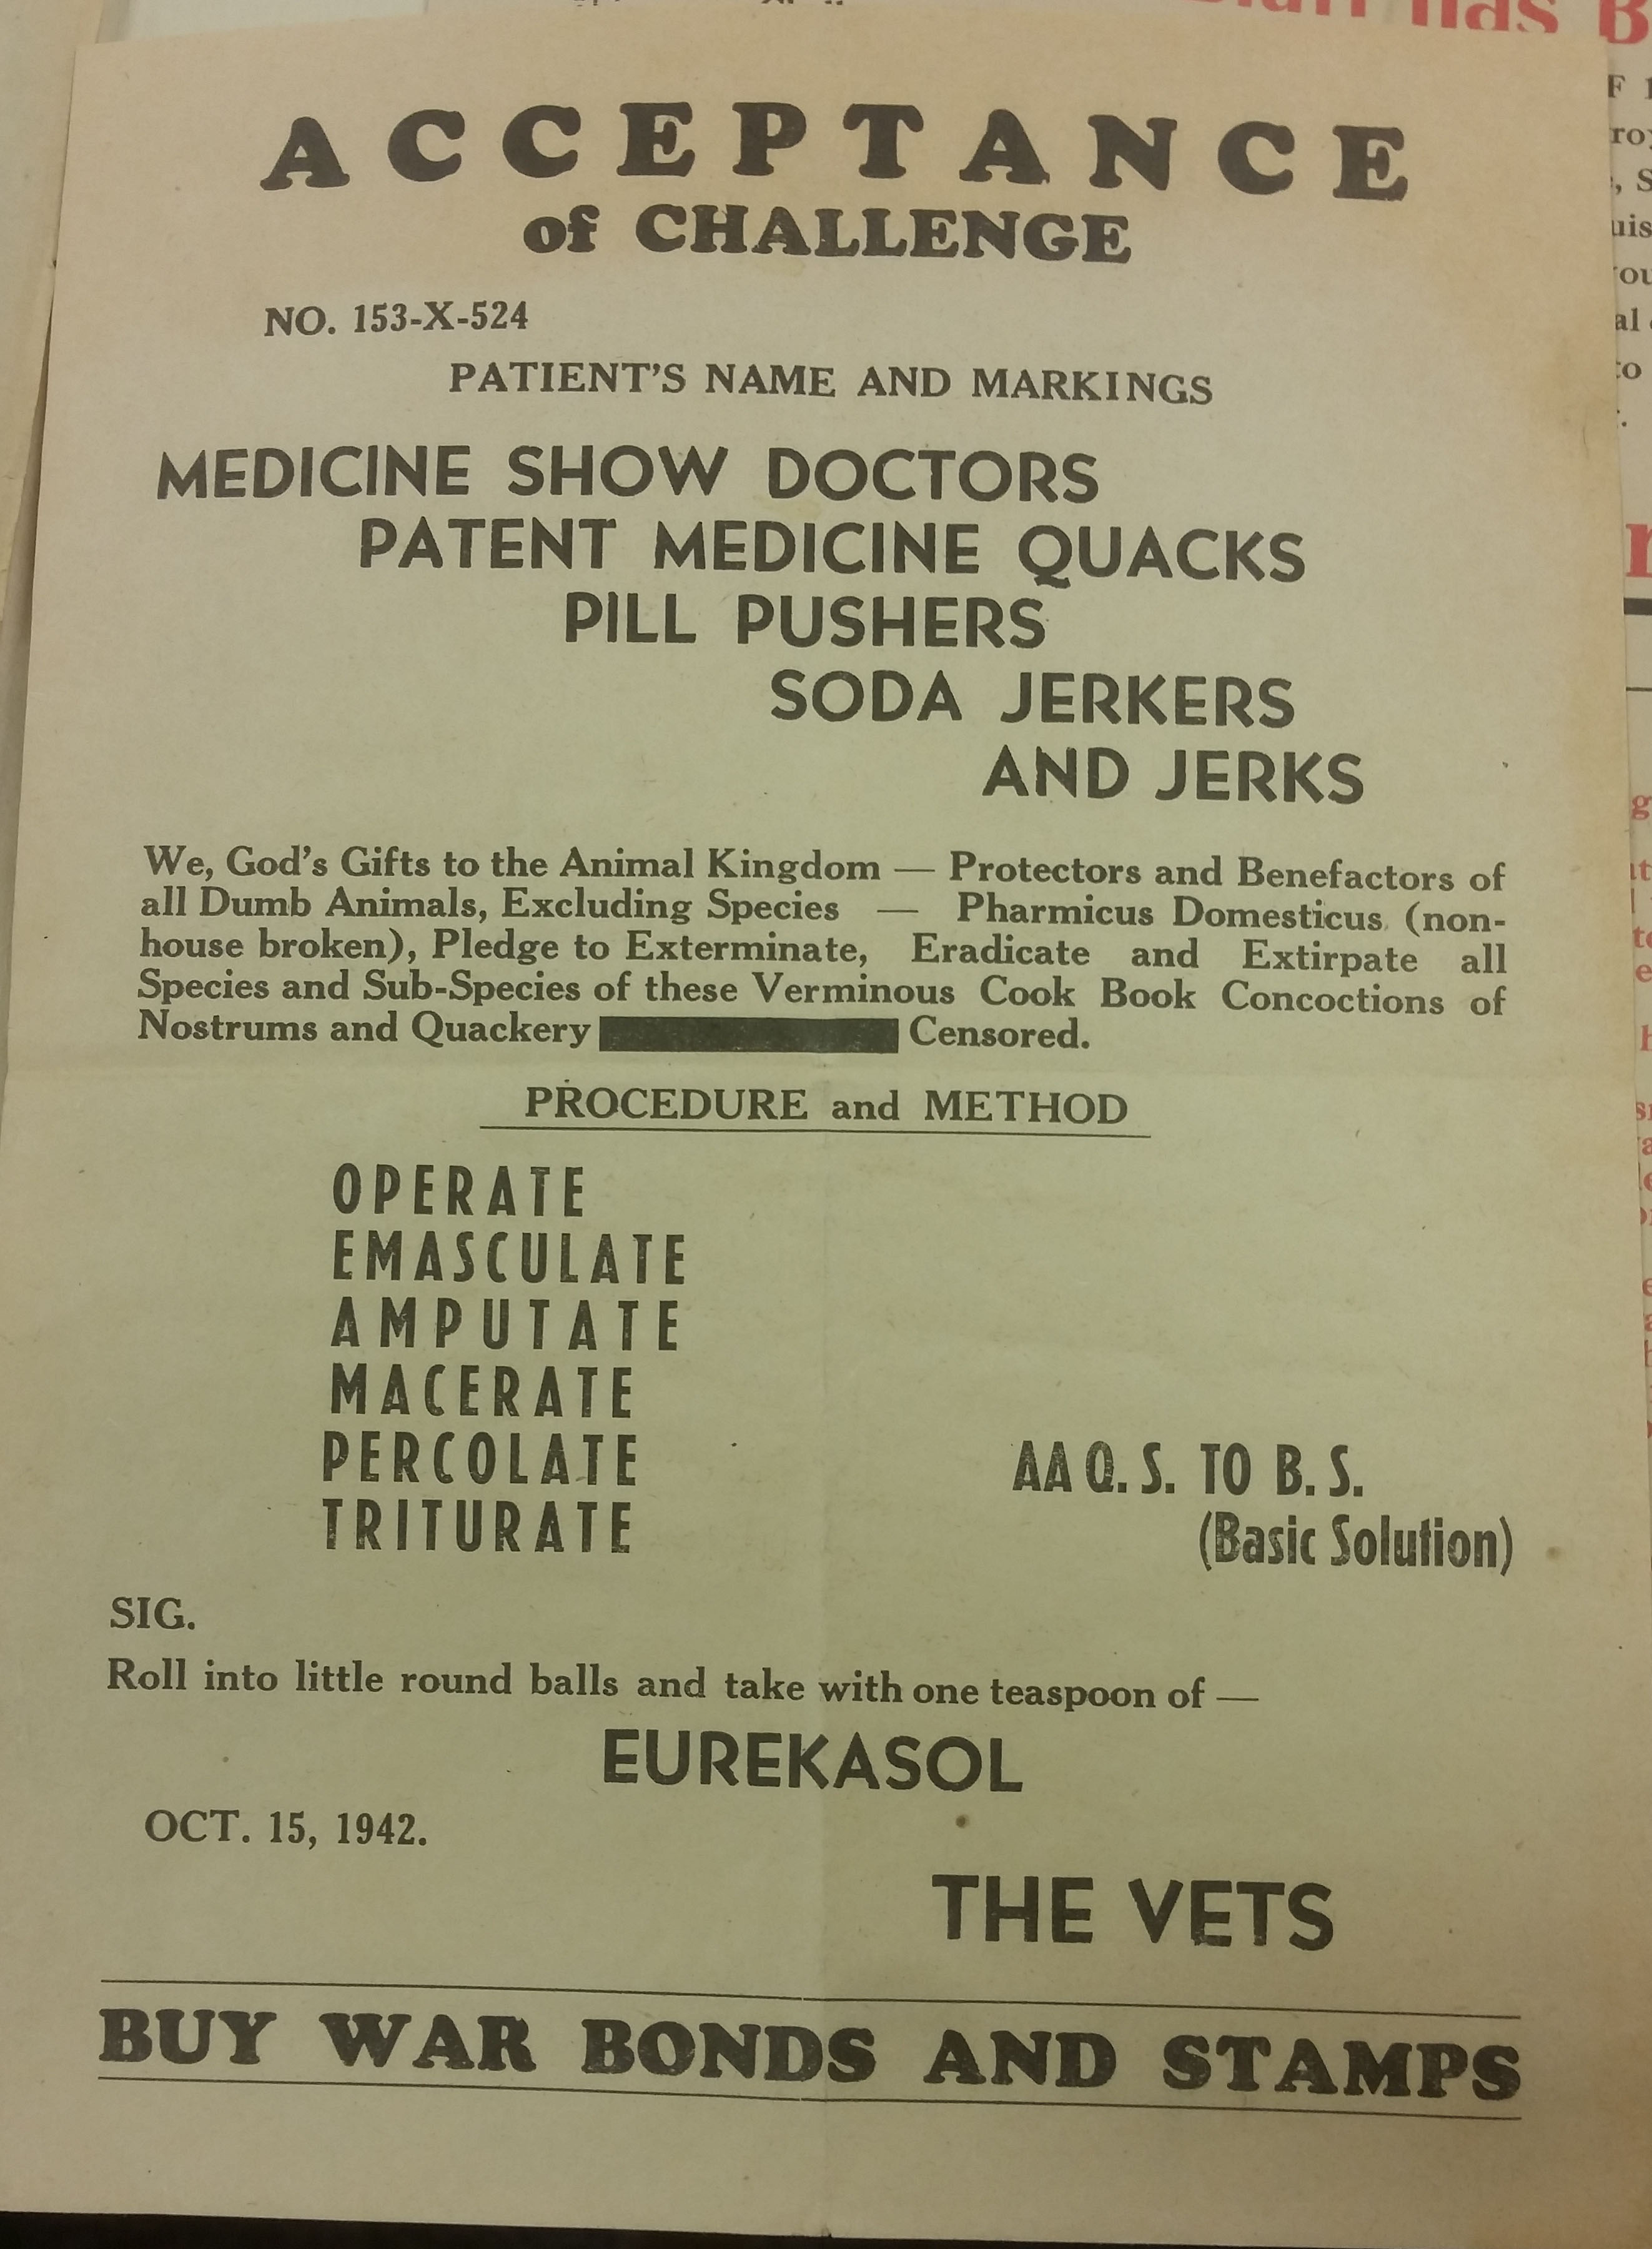 ACCEPTANCE
of CHALLENGE
NO. 153-X-524
PATIENT'S NAME AND MARKINGS
MEDICINE SHOW DOCTORS
PATENT MEDICINE QUACKS
PILL PUSHERS
SODA JERKERS
AND JERKS
We, God's Gifts to the Animal Kingdom — Protectors and Benefactors of
all Dumb Animals, Excluding Species — Pharmicus Domesticus (non-
house broken), Pledge to Exterminate, Eradicate and Extirpate all
Species and Sub-Species of these Verminous Cook Book Concoctions of
Nostrums and Quackery Censored.
PROCEDURE and METHOD
OPERATE
EMASCULATE
AMPUTATE
MACERATE
PERCOLATE
TRITURATE
AA Q. S. TO B. S.
(Basic Solution)
SIG.
Roll into little round balls and take with one teaspoon of —
EUREKASOL
OCT. 15, 1942.
THE VETS
BUY WAR BONDS AND STAMPS